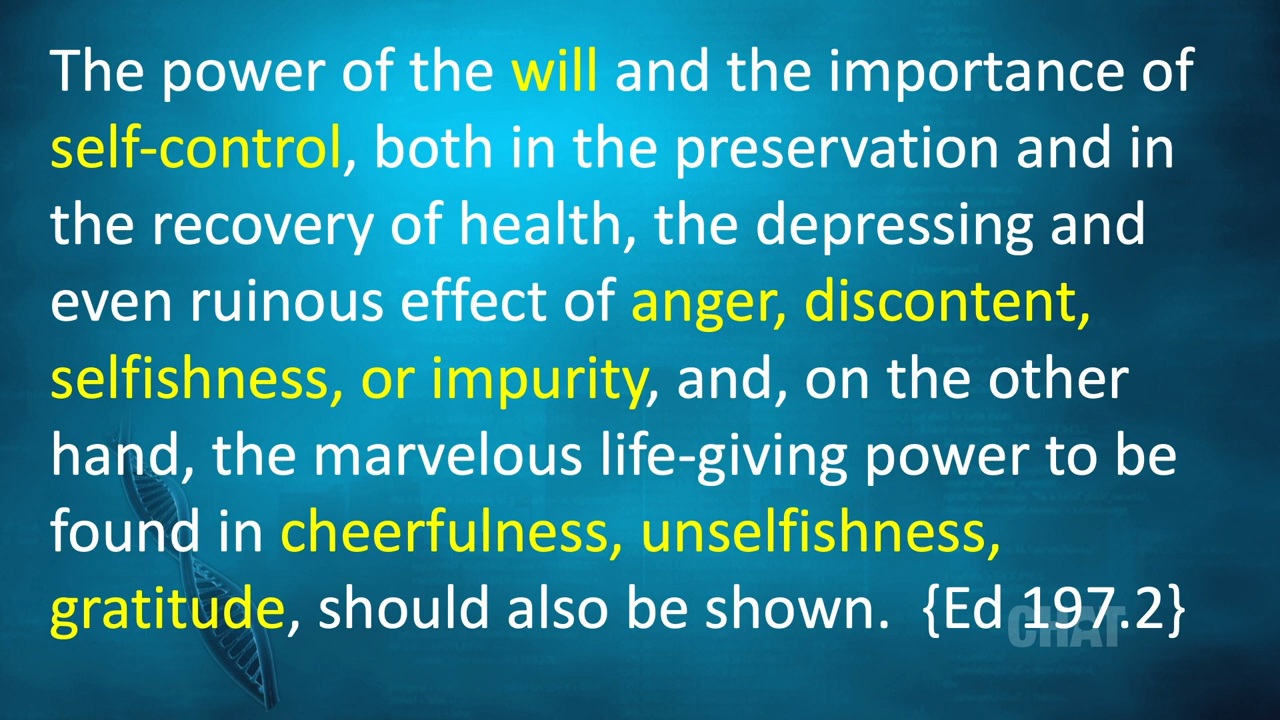 The power of the will and the importance of
self-control, both in the preservation and in
the recovery of health, the depressing and
even ruinous effect of anger, discontent,
selfishness, or impurity, and, on the other
hand, the marvelous life-giving power to be
found in cheerfulness, unselfishness,
gratitude, should also be shown. {Ed 197.2}
CHAT